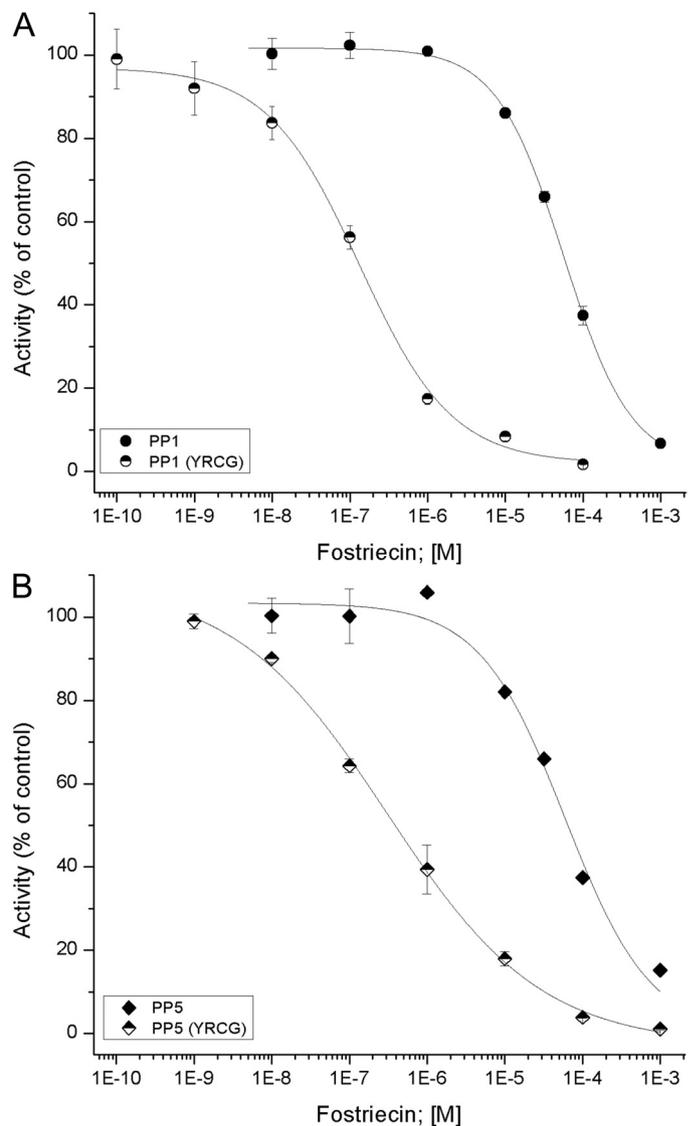 A
Activity (% of control)
100
80
60
40
20
0
PP1
PP1 (YRCG)
1E-10 1E-9 1E-8 1E-7 1E-6 1E-5 1E-4 1E-3
Fostriecin; [M]
B
Activity (% of control)
100
80
60
40
20
0
PP5
PP5 (YRCG)
1E-10 1E-9 1E-8 1E-7 1E-6 1E-5 1E-4 1E-3
Fostriecin; [M]